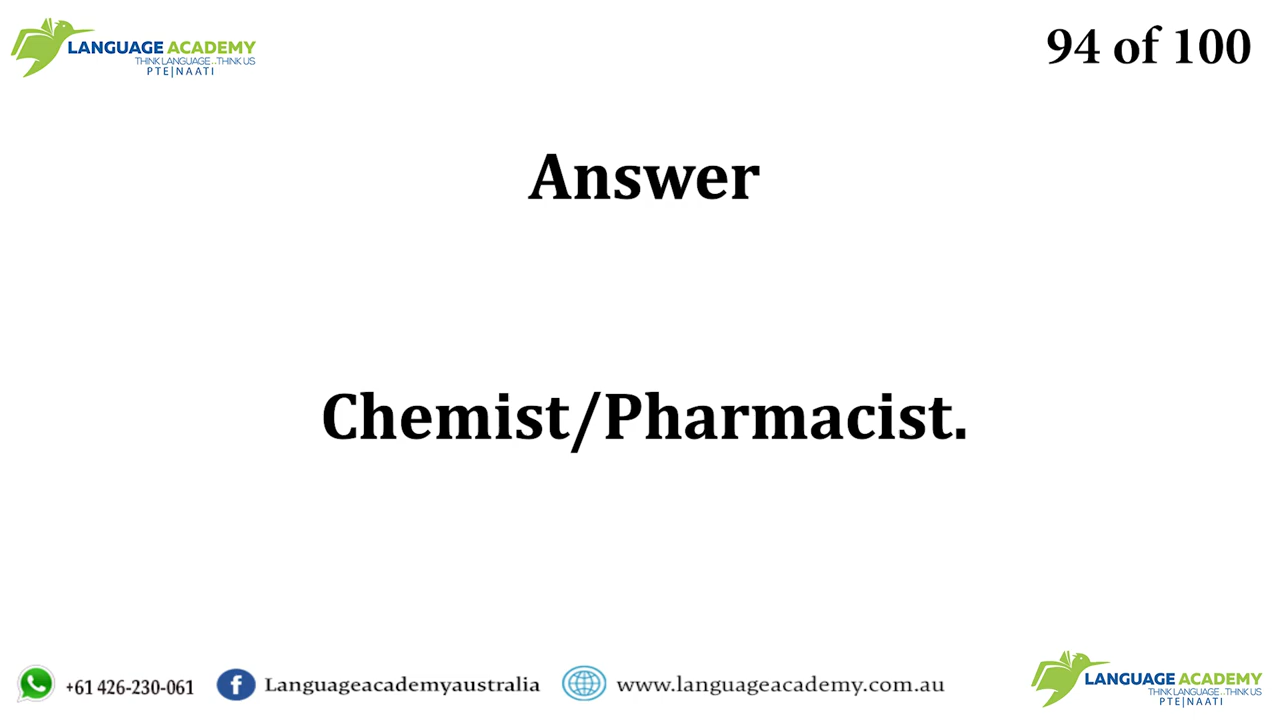 LANGUAGE ACADEMY
THINK LANGUAGE..THINK US
PTE|NAATI
94 of 100
Answer
Chemist/Pharmacist.
+61 426-230-061
Languageacademyaustralia
www.languageacademy.com.au
LANGUAGE ACADEMY
THINK LANGUAGE..THINK US
PTE|NAATI